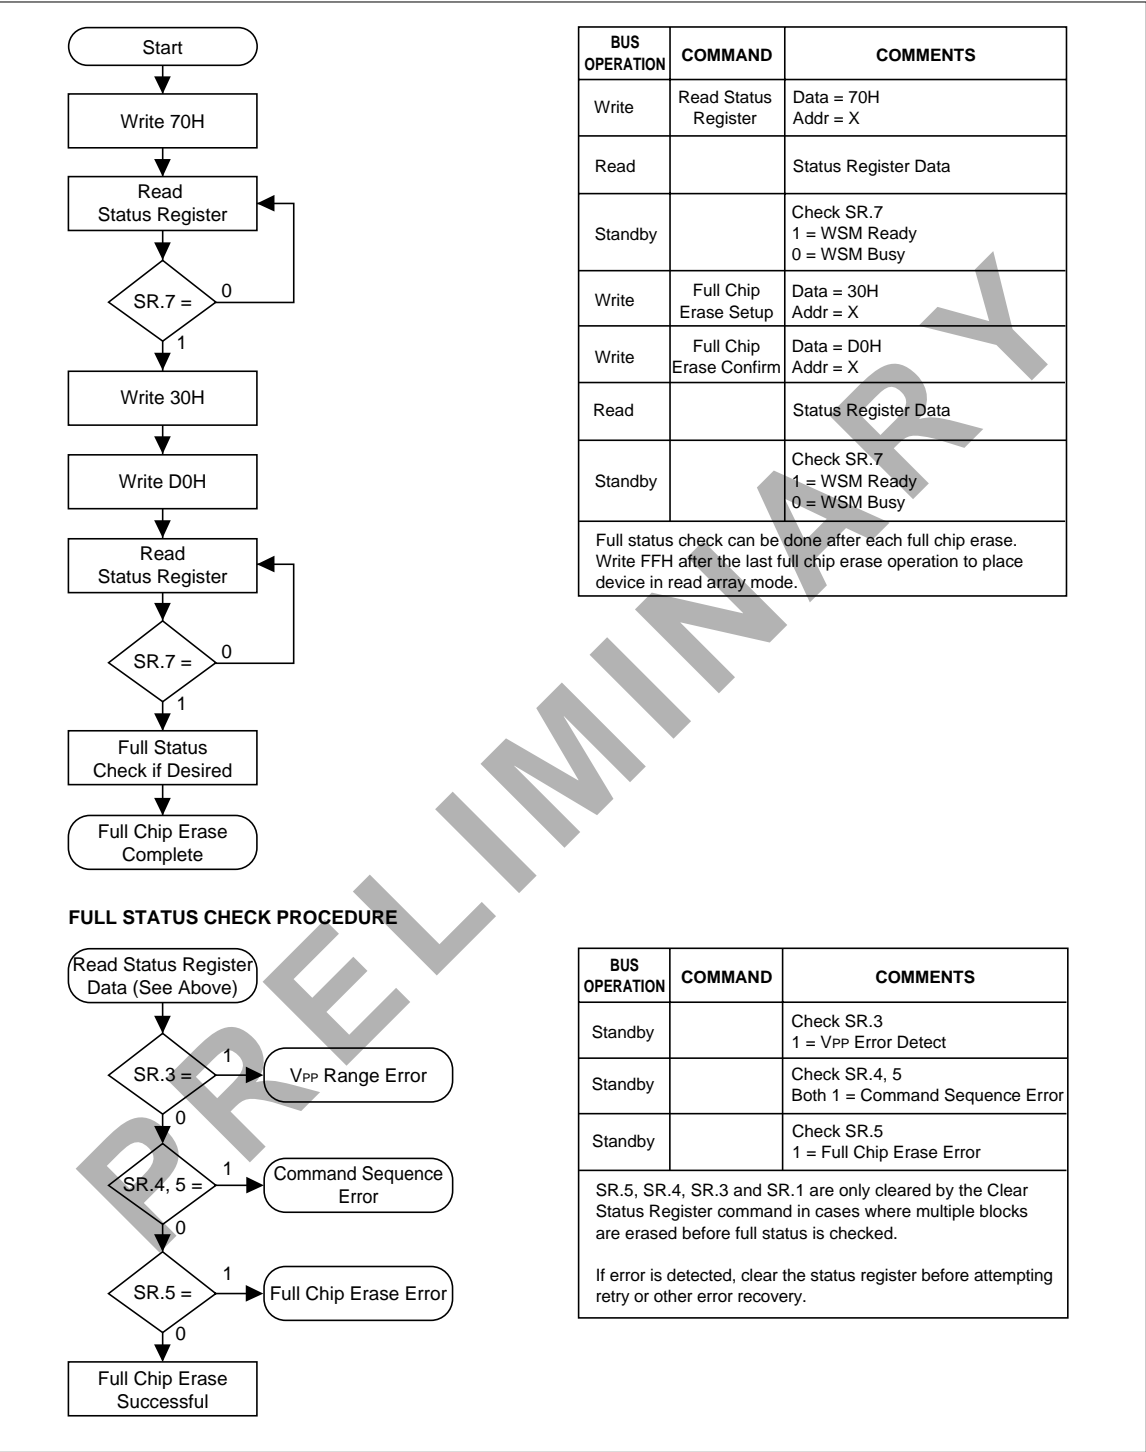 Start
Write 70H
Read
Status Register
SR.7 =
0
1
Write 30H
Write D0H
Read
Status Register
SR.7 =
0
1
Full Status
Check if Desired
Full Chip Erase
Complete
BUS
OPERATION
COMMAND
COMMENTS
Write
Read Status
Register
Data = 70H
Addr = X
Read
Status Register Data
Standby
Check SR.7
1 = WSM Ready
0 = WSM Busy
Write
Full Chip
Erase Setup
Data = 30H
Addr = X
Write
Full Chip
Erase Confirm
Data = D0H
Addr = X
Read
Status Register Data
Standby
Check SR.7
1 = WSM Ready
0 = WSM Busy
Full status check can be done after each full chip erase.
Write FFH after the last full chip erase operation to place
device in read array mode.
FULL STATUS CHECK PROCEDURE
Read Status Register
Data (See Above)
SR.3 =
1
VPP Range Error
0
SR.4, 5 =
1
Command Sequence
Error
0
SR.5 =
1
Full Chip Erase Error
0
Full Chip Erase
Successful
BUS
OPERATION
COMMAND
COMMENTS
Standby
Check SR.3
1 = VPP Error Detect
Standby
Check SR.4, 5
Both 1 = Command Sequence Error
Standby
Check SR.5
1 = Full Chip Erase Error
SR.5, SR.4, SR.3 and SR.1 are only cleared by the Clear
Status Register command in cases where multiple blocks
are erased before full status is checked.
If error is detected, clear the status register before attempting
retry or other error recovery.
PRELIMINARY